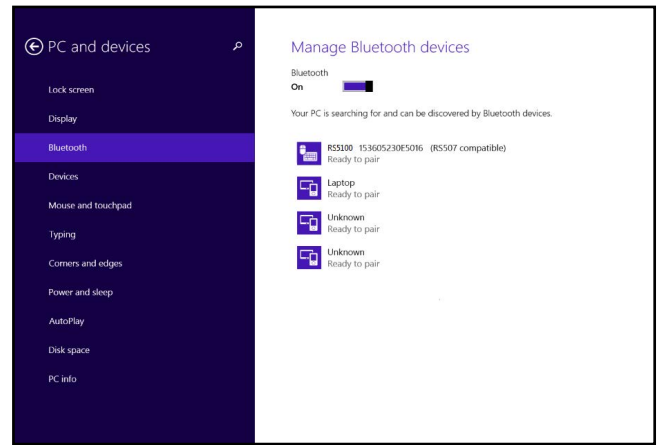 PC and devices
Lock screen
Display
Bluetooth
Devices
Mouse and touchpad
Typing
Corners and edges
Power and sleep
AutoPlay
Disk space
PC info
Manage Bluetooth devices
Bluetooth
On
Your PC is searching for and can be discovered by Bluetooth devices.
RS5100 153605230E5016 (RS507 compatible)
Ready to pair
Laptop
Ready to pair
Unknown
Ready to pair
Unknown
Ready to pair